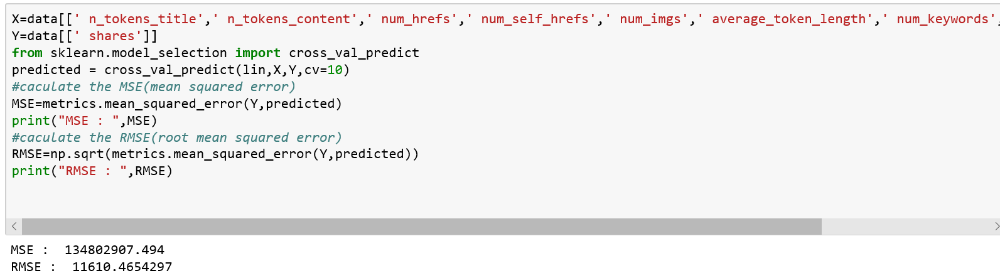 X=data[[' n_tokens_title',' n_tokens_content',' num_hrefs',' num_self_hrefs',' num_imgs',' average_token_length',' num_keywords',
Y=data[[' shares']]
from sklearn.model_selection import cross_val_predict
predicted = cross_val_predict(lin,X,Y,cv=10)
#caculate the MSE(mean squared error)
MSE=metrics.mean_squared_error(Y,predicted)
print("MSE : ",MSE)
#caculate the RMSE(root mean squared error)
RMSE=np.sqrt(metrics.mean_squared_error(Y,predicted))
print("RMSE : ",RMSE)
MSE :  134802907.494
RMSE :  11610.4654297